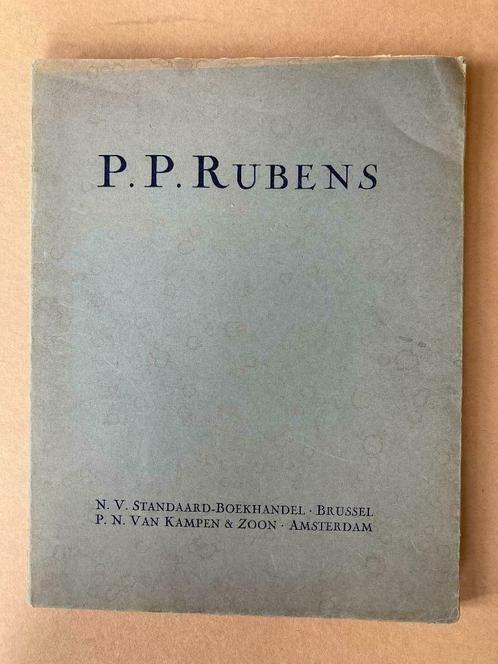 P. P. RUBENS
N. V. STANDAARD-BOEKHANDEL · BRUSSEL
P. N. VAN KAMPEN & ZOON · AMSTERDAM